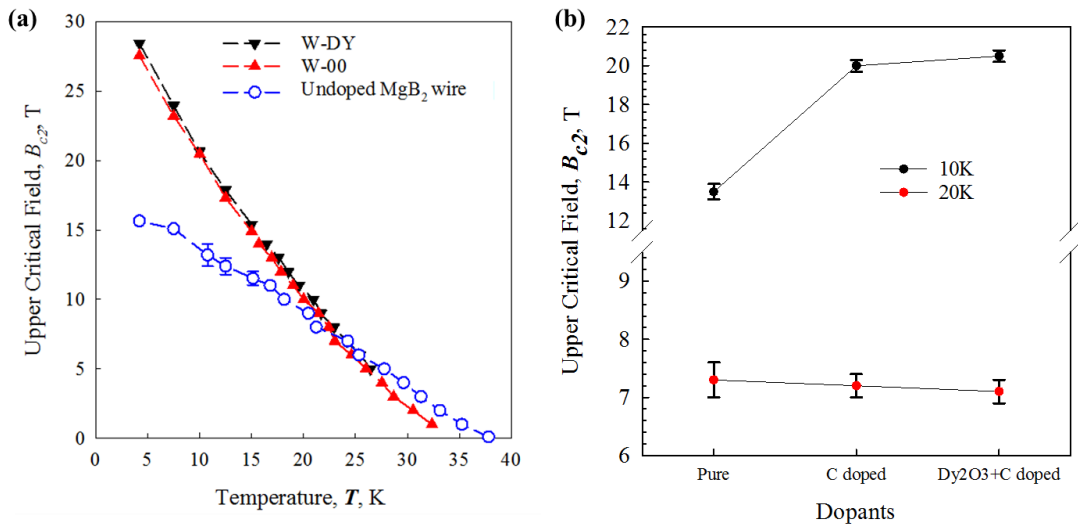 (a)
Upper Critical Field, Bc2, T
30
25
20
15
10
5
0
W-DY
W-00
Undoped MgB2 wire
0 5 10 15 20 25 30 35 40
Temperature, T, K
(b)
Upper Critical Field, Bc2, T
22
20
18
16
14
12
9
8
7
6
10K
20K
Pure C doped Dy2O3+C doped
Dopants